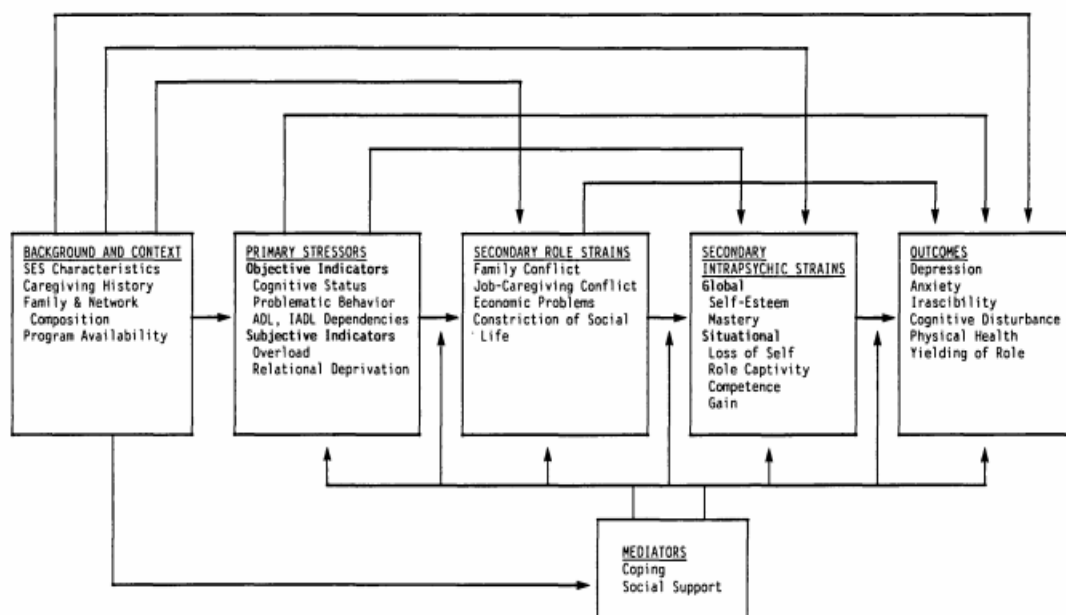 BACKGROUND AND CONTEXT
SES Characteristics
Caregiving History
Family & Network
Composition
Program Availability
PRIMARY STRESSORS
Objective Indicators
Cognitive Status
Problematic Behavior
ADL, IADL Dependencies
Subjective Indicators
Overload
Relational Deprivation
SECONDARY ROLE STRAINS
Family Conflict
Job-Caregiving Conflict
Economic Problems
Constriction of Social
Life
SECONDARY
INTRAPSYCHIC STRAINS
Global
Self-Esteem
Mastery
Situational
Loss of Self
Role Captivity
Competence
Gain
OUTCOMES
Depression
Anxiety
Irascibility
Cognitive Disturbance
Physical Health
Yielding of Role
MEDIATORS
Coping
Social Support